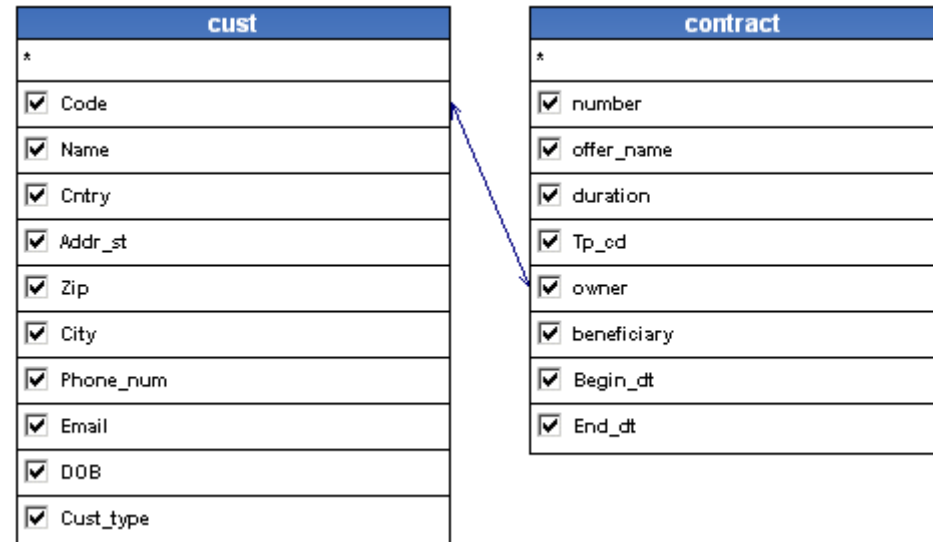 cust
*
Code
Name
Cntry
Addr_st
Zip
City
Phone_num
Email
DOB
Cust_type
contract
*
number
offer_name
duration
Tp_cd
owner
beneficiary
Begin_dt
End_dt